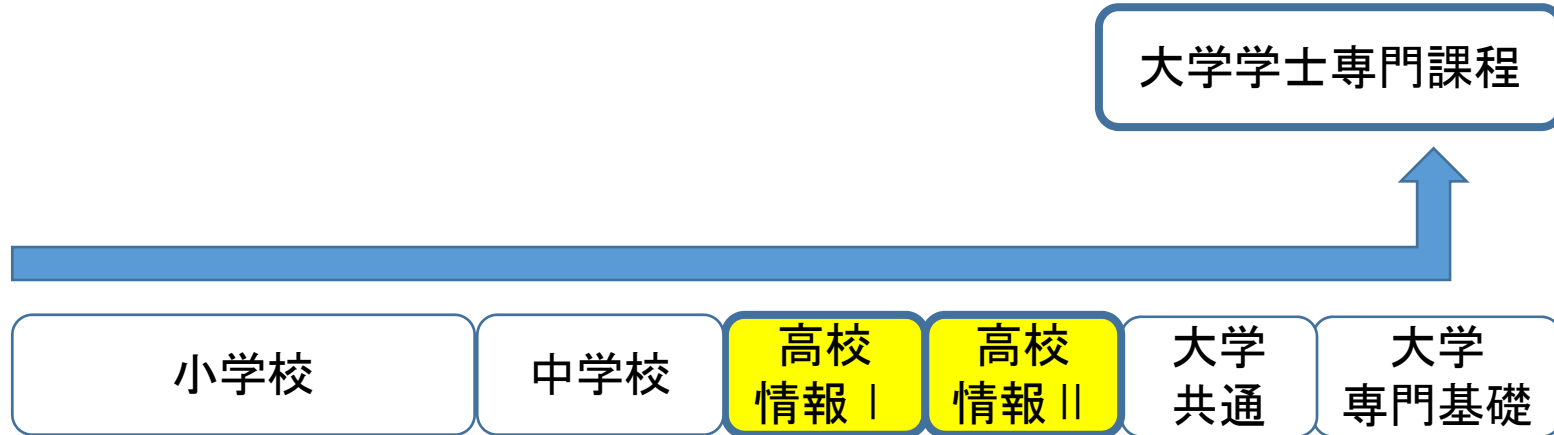 大学学士専門課程
小学校
中学校
高校
情報Ⅰ
高校
情報Ⅱ
大学
共通
大学
専門基礎